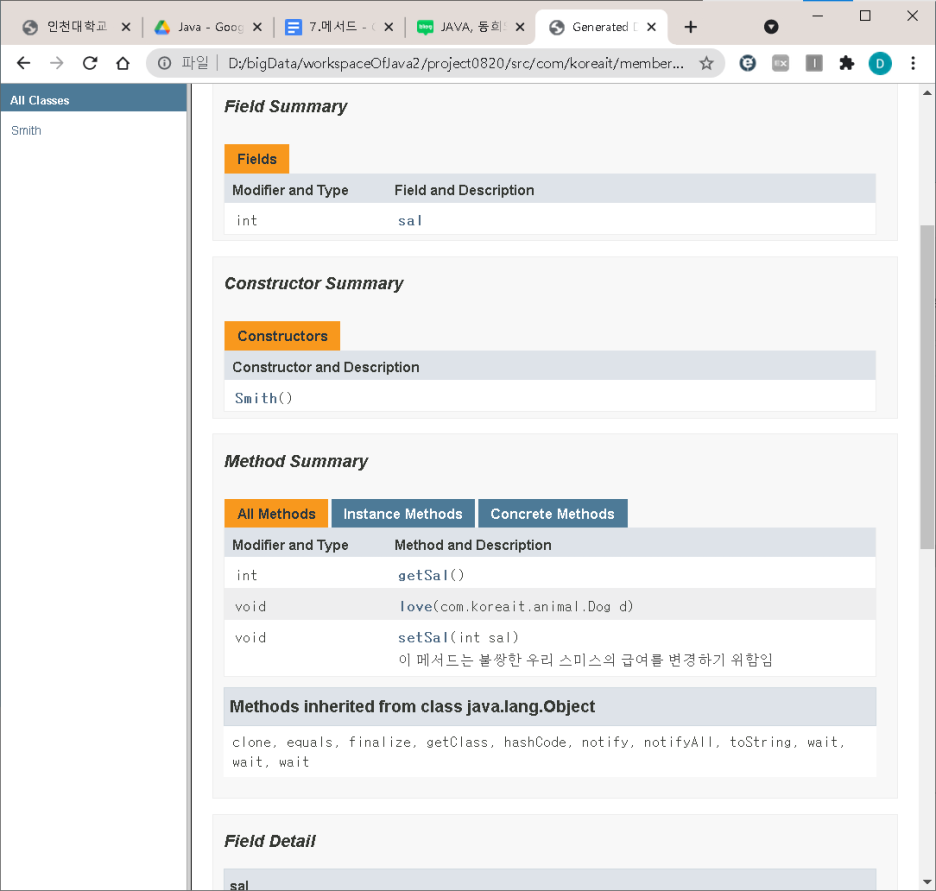 인천대학교
Java - Goog
7.메서드 -
JAVA, 동희
Generated
파일 | D:/bigData/workspaceOfJava2/project0820/src/com/koreait/member...
D
All Classes
Smith
Field Summary
Fields
Modifier and Type Field and Description
int sal
Constructor Summary
Constructors
Constructor and Description
Smith()
Method Summary
All Methods Instance Methods Concrete Methods
Modifier and Type Method and Description
int getSal()
void love(com.koreait.animal.Dog d)
void setSal(int sal)
이 메서드는 불쌍한 우리 스미스의 급여를 변경하기 위함임
Methods inherited from class java.lang.Object
clone, equals, finalize, getClass, hashCode, notify, notifyAll, toString, wait,
wait, wait
Field Detail
sal